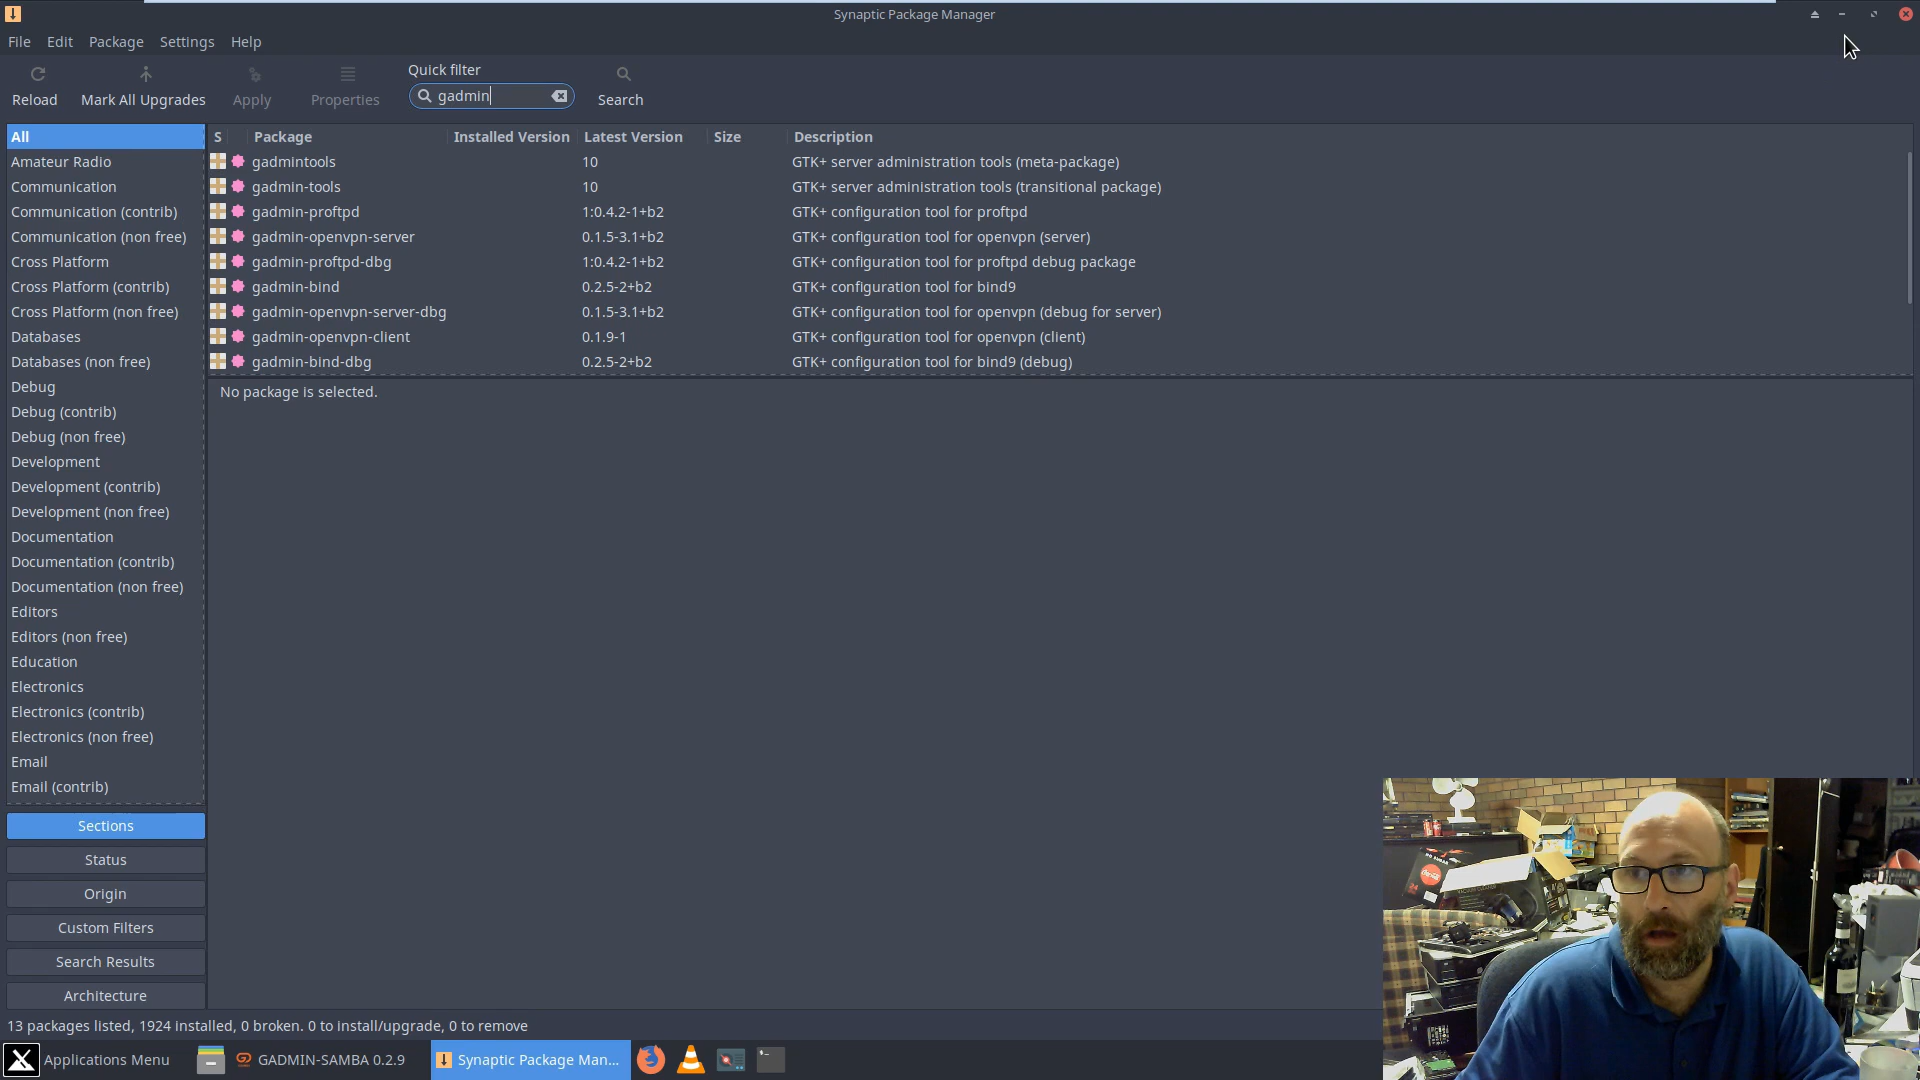 Synaptic Package Manager
File Edit Package Settings Help
Reload
Mark All Upgrades
Apply
Properties
Quick filter
gadmin
Search
S Package Installed Version Latest Version Size Description
gadmintools 10 GTK+ server administration tools (meta-package)
gadmin-tools 10 GTK+ server administration tools (transitional package)
gadmin-proftpd 1:0.4.2-1+b2 GTK+ configuration tool for proftpd
gadmin-openvpn-server 0.1.5-3.1+b2 GTK+ configuration tool for openvpn (server)
gadmin-proftpd-dbg 1:0.4.2-1+b2 GTK+ configuration tool for proftpd debug package
gadmin-bind 0.2.5-2+b2 GTK+ configuration tool for bind9
gadmin-openvpn-server-dbg 0.1.5-3.1+b2 GTK+ configuration tool for openvpn (debug for server)
gadmin-openvpn-client 0.1.9-1 GTK+ configuration tool for openvpn (client)
gadmin-bind-dbg 0.2.5-2+b2 GTK+ configuration tool for bind9 (debug)
No package is selected.
All
Amateur Radio
Communication
Communication (contrib)
Communication (non free)
Cross Platform
Cross Platform (contrib)
Cross Platform (non free)
Databases
Databases (non free)
Debug
Debug (contrib)
Debug (non free)
Development
Development (contrib)
Development (non free)
Documentation
Documentation (contrib)
Documentation (non free)
Editors
Editors (non free)
Education
Electronics
Electronics (contrib)
Electronics (non free)
Email
Email (contrib)
Sections
Status
Origin
Custom Filters
Search Results
Architecture
13 packages listed, 1924 installed, 0 broken. 0 to install/upgrade, 0 to remove
Applications Menu
GADMIN-SAMBA 0.2.9
Synaptic Package Man...